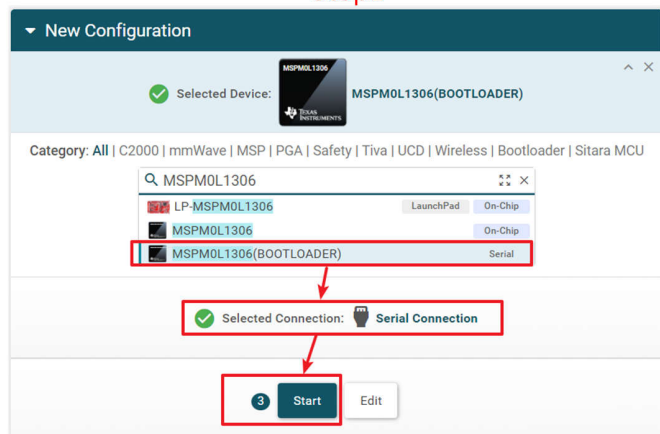 New Configuration
Selected Device:
MSPM0L1306
TEXAS
INSTRUMENTS
MSPM0L1306(BOOTLOADER)
Category: All | C2000 | mmWave | MSP | PGA | Safety | Tiva | UCD | Wireless | Bootloader | Sitara MCU
MSPM0L1306
LP-MSPM0L1306 LaunchPad On-Chip
MSPM0L1306 On-Chip
MSPM0L1306(BOOTLOADER) Serial
Selected Connection: Serial Connection
3 Start Edit